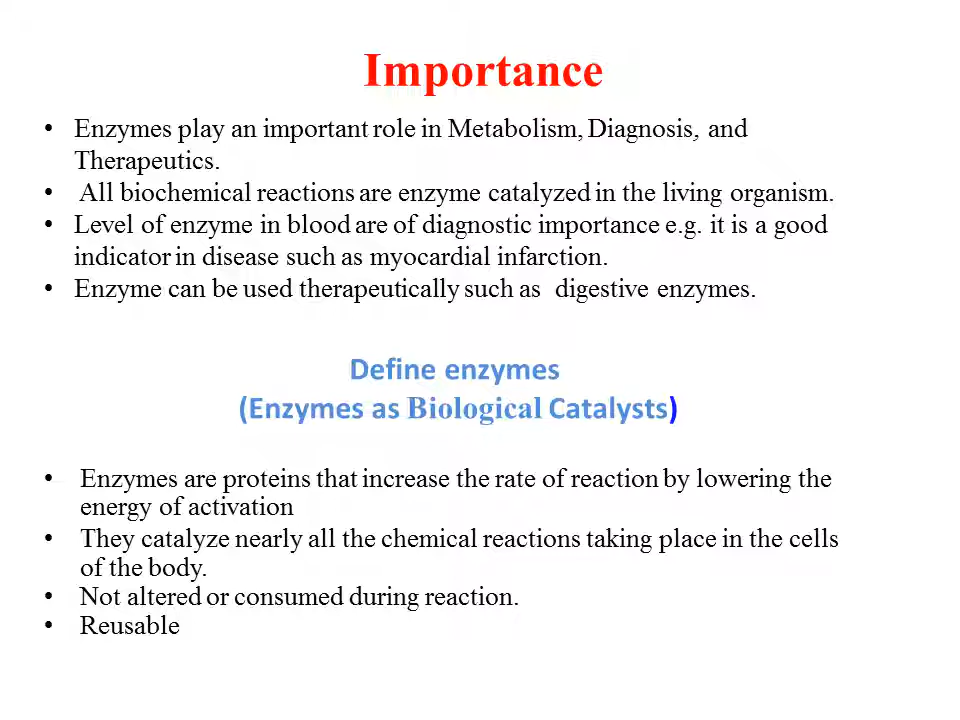 Importance
• Enzymes play an important role in Metabolism, Diagnosis, and
Therapeutics.
• All biochemical reactions are enzyme catalyzed in the living organism.
• Level of enzyme in blood are of diagnostic importance e.g. it is a good
indicator in disease such as myocardial infarction.
• Enzyme can be used therapeutically such as digestive enzymes.
Define enzymes
(Enzymes as Biological Catalysts)
• Enzymes are proteins that increase the rate of reaction by lowering the
energy of activation
• They catalyze nearly all the chemical reactions taking place in the cells
of the body.
• Not altered or consumed during reaction.
• Reusable